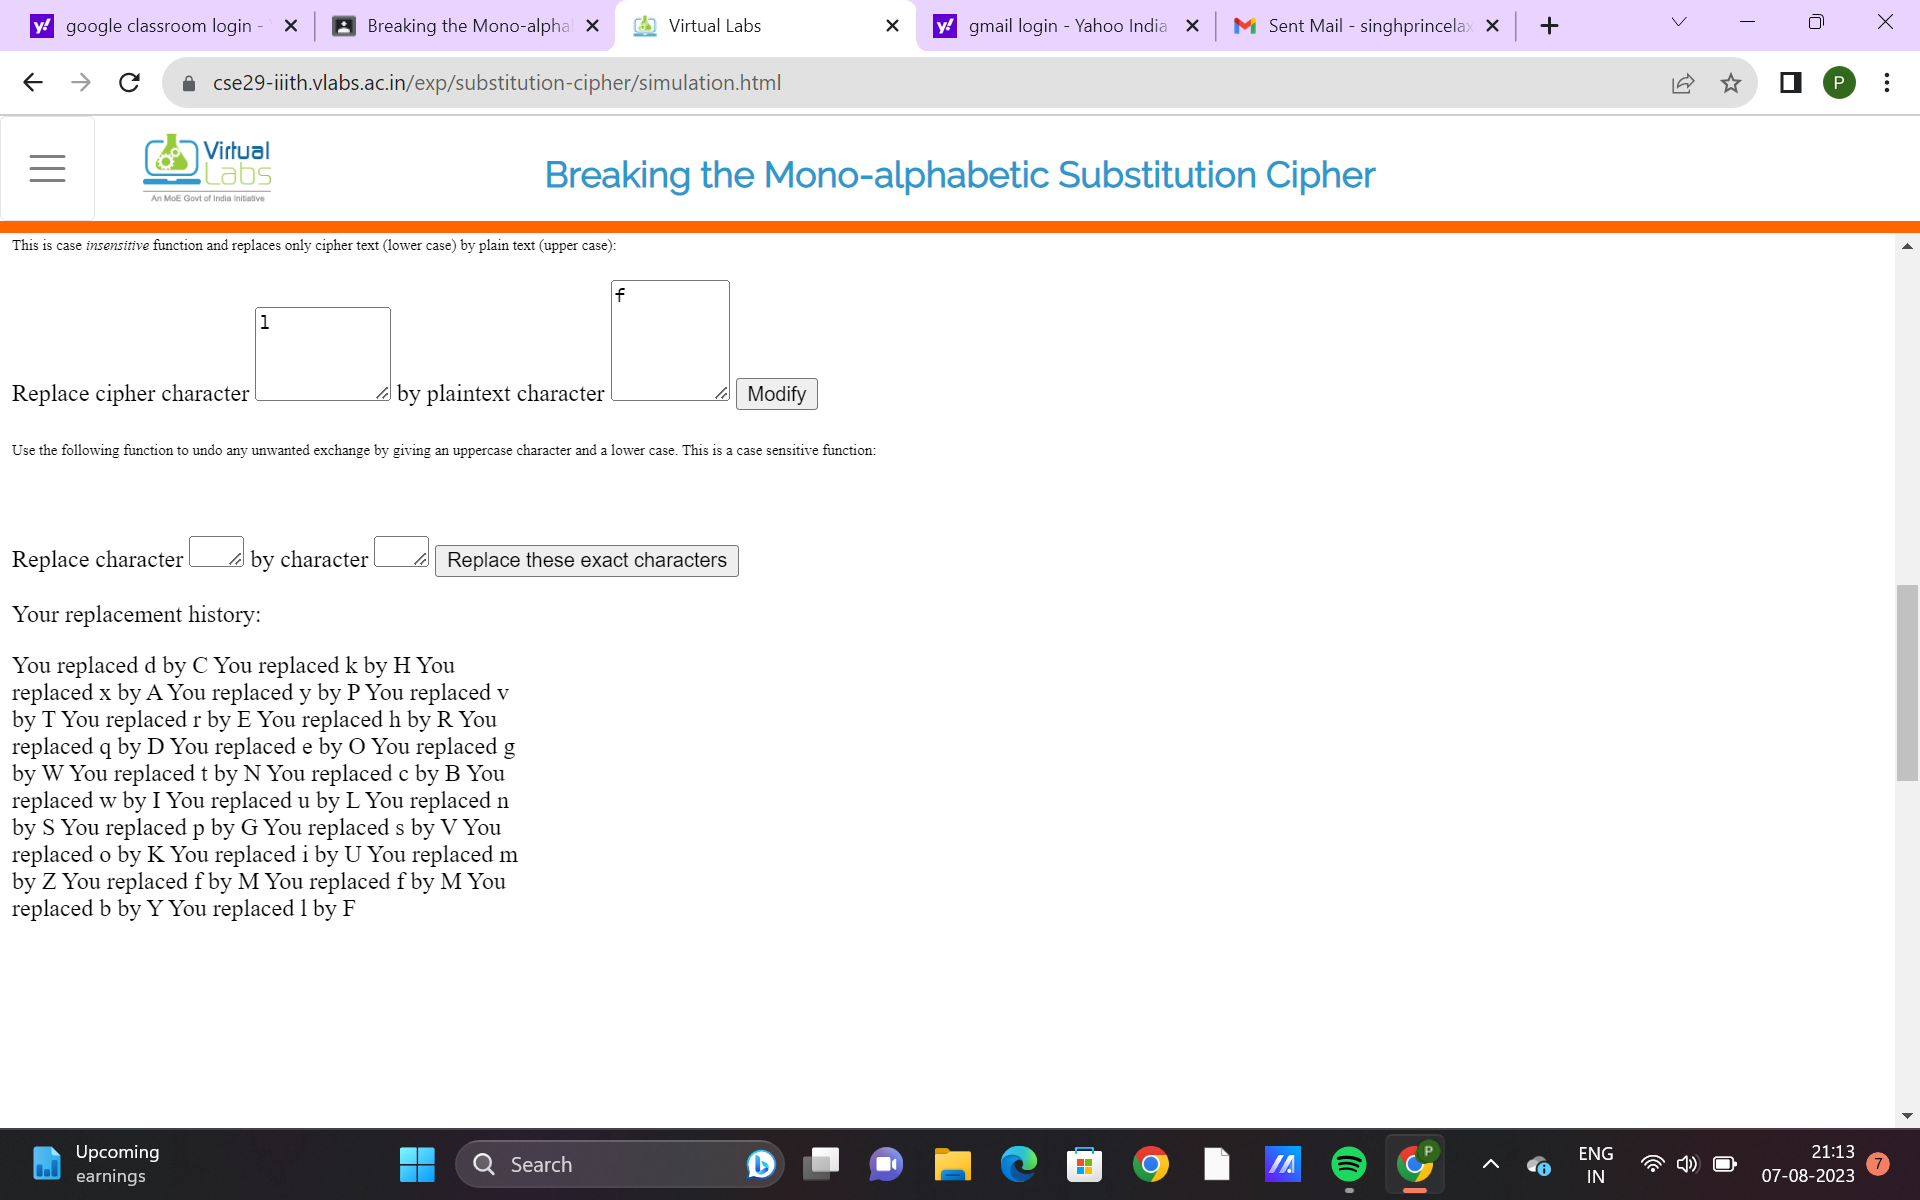 google classroom login -
Breaking the Mono-alphal
Virtual Labs
gmail login - Yahoo India
Sent Mail - singhprincelax
cse29-iiith.vlabs.ac.in/exp/substitution-cipher/simulation.html
P
Virtual
Labs
An MoE Govt of India Initiative
Breaking the Mono-alphabetic Substitution Cipher
This is case insensitive function and replaces only cipher text (lower case) by plain text (upper case):
Replace cipher character l by plaintext character f Modify
Use the following function to undo any unwanted exchange by giving an uppercase character and a lower case. This is a case sensitive function:
Replace character by character Replace these exact characters
Your replacement history:
You replaced d by C You replaced k by H You
replaced x by A You replaced y by P You replaced v
by T You replaced r by E You replaced h by R You
replaced q by D You replaced e by O You replaced g
by W You replaced t by N You replaced c by B You
replaced w by I You replaced u by L You replaced n
by S You replaced p by G You replaced s by V You
replaced o by K You replaced i by U You replaced m
by Z You replaced f by M You replaced f by M You
replaced b by Y You replaced l by F
Upcoming
earnings
Search
P
ENG
IN
21:13
07-08-2023
7